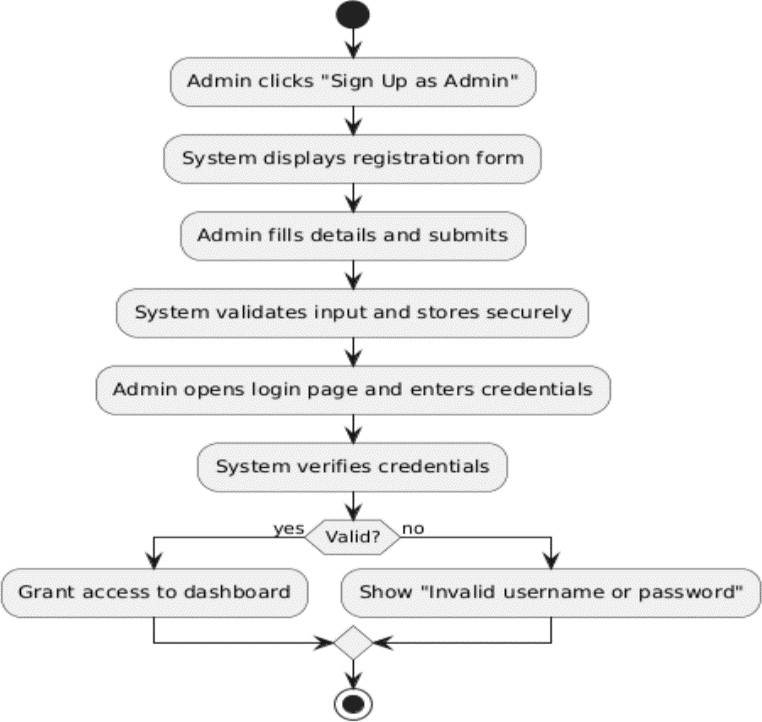 Admin clicks "Sign Up as Admin"
System displays registration form
Admin fills details and submits
System validates input and stores securely
Admin opens login page and enters credentials
System verifies credentials
yes
Valid?
no
Grant access to dashboard
Show "Invalid username or password"